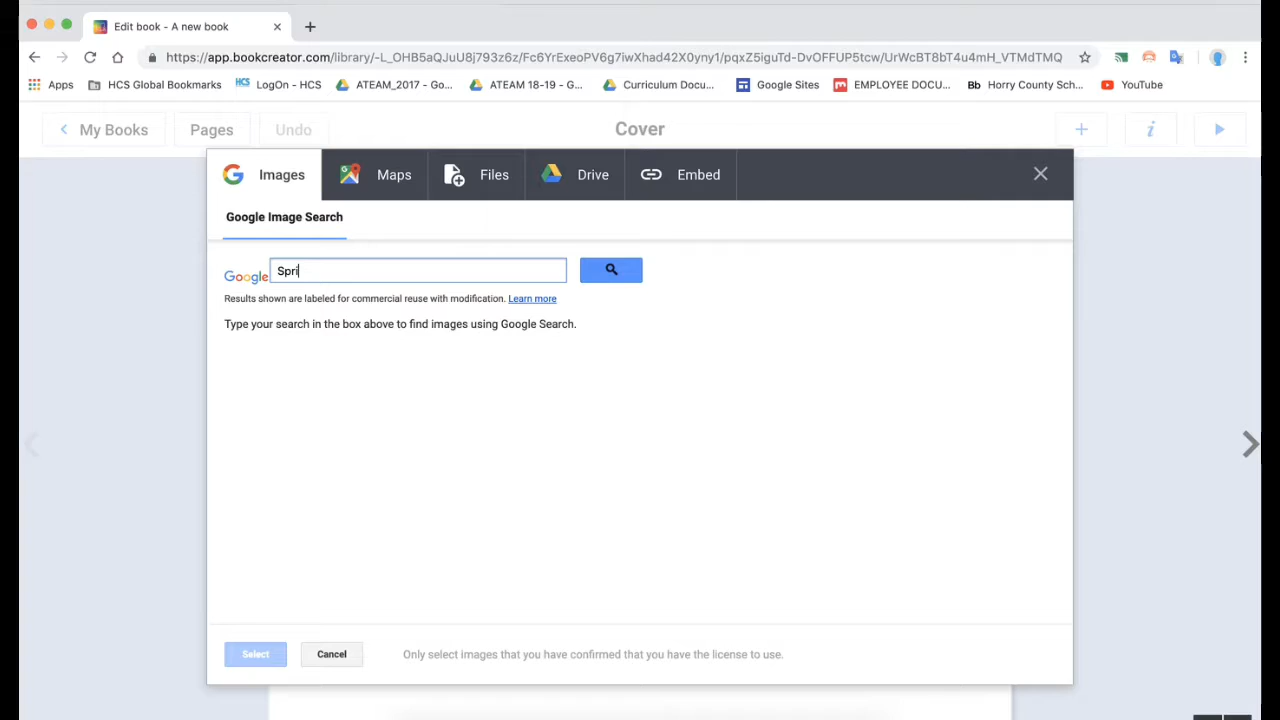 Edit book - A new book
https://app.bookcreator.com/library/-L_OHB5aQJuU8j793z6z/Fc6YrExeoPV6g7iwXhad42X0yny1/pqxZ5iguTd-DvOFFUP5tcw/UrWcBT8bT4u4mH_VTMdTMQ
Apps HCS Global Bookmarks HCS LogOn - HCS ATEAM_2017 - Go... ATEAM 18-19 - G... Curriculum Docu... Google Sites EMPLOYEE DOCU... Bb Horry County Sch... YouTube
My Books Pages Undo Cover i
Images Maps Files Drive Embed
Google Image Search
Google Spri
Results shown are labeled for commercial reuse with modification. Learn more
Type your search in the box above to find images using Google Search.
Select Cancel Only select images that you have confirmed that you have the license to use.